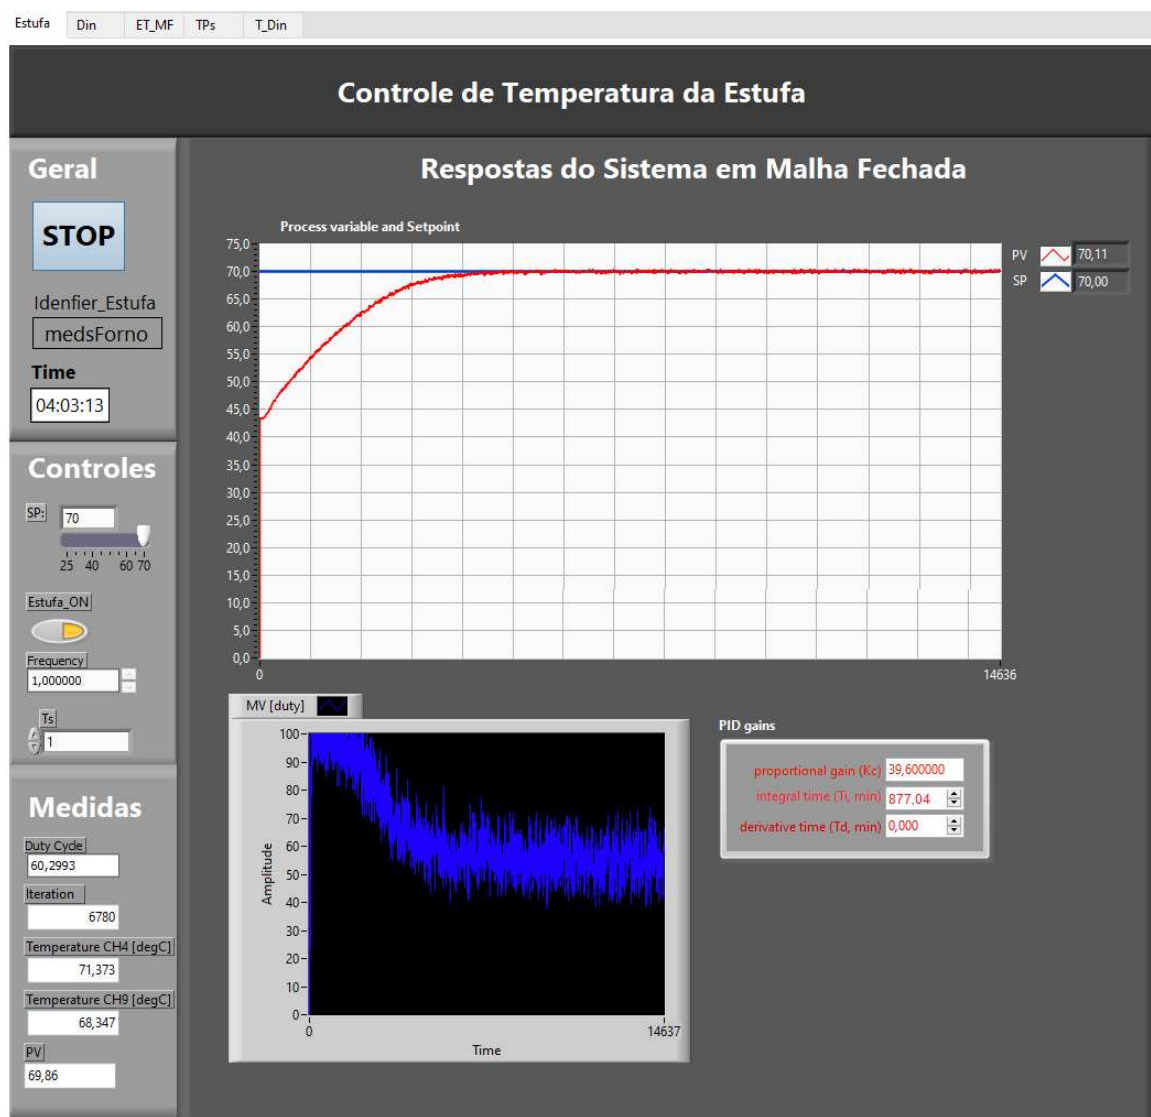 Estufa Din ET_MF TPs T_Din
Controle de Temperatura da Estufa
Geral
STOP
Idenfier_Estufa
medsForno
Time
04:03:13
Controles
SP: 70
25 40 60 70
Estufa_ON
Frequency
1,000000
Ts
1
Medidas
Duty Cycle
60,2993
Iteration
6780
Temperature CH4 [degC]
71,373
Temperature CH9 [degC]
68,347
PV
69,86
Respostas do Sistema em Malha Fechada
Process variable and Setpoint
75,0
70,0
65,0
60,0
55,0
50,0
45,0
40,0
35,0
30,0
25,0
20,0
15,0
10,0
5,0
0,0
0 14636
PV 70,11
SP 70,00
MV [duty]
100
90
80
70
60
50
40
30
20
10
0
Amplitude
0 14637
Time
PID gains
proportional gain (Kc) 39,600000
integral time (Ti, min) 877,04
derivative time (Td, min) 0,000